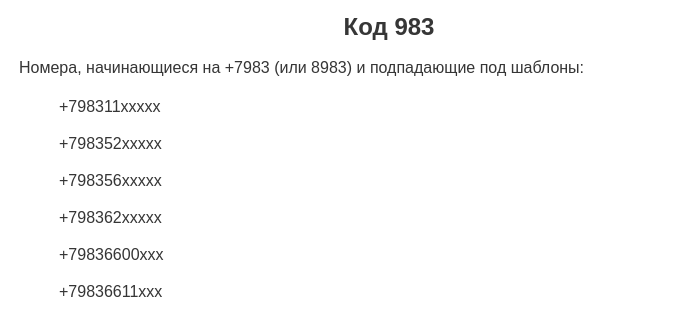 Код 983
Номера, начинающиеся на +7983 (или 8983) и подпадающие под шаблоны:
+798311xxxxx
+798352xxxxx
+798356xxxxx
+798362xxxxx
+79836600xxx
+79836611xxx